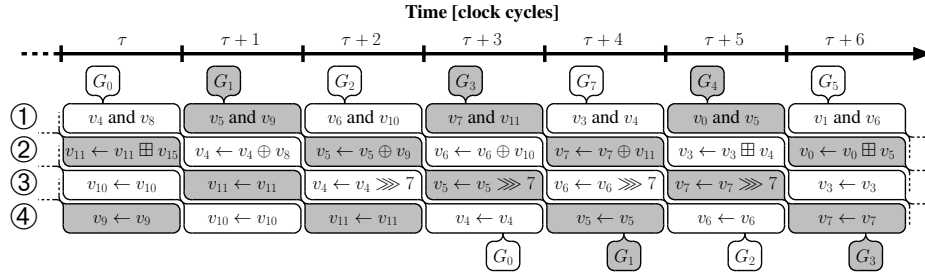 Time [clock cycles]
τ τ + 1 τ + 2 τ + 3 τ + 4 τ + 5 τ + 6
G₀ G₁ G₂ G₃ G₇ G₄ G₅
① v₄ and v₈ v₅ and v₉ v₆ and v₁₀ v₇ and v₁₁ v₃ and v₄ v₀ and v₅ v₁ and v₆
② v₁₁ ← v₁₁ ⊞ v₁₅ v₄ ← v₄ ⊕ v₈ v₅ ← v₅ ⊕ v₉ v₆ ← v₆ ⊕ v₁₀ v₇ ← v₇ ⊕ v₁₁ v₃ ← v₃ ⊞ v₄ v₀ ← v₀ ⊞ v₅
③ v₁₀ ← v₁₀ v₁₁ ← v₁₁ v₄ ← v₄ ⋙ 7 v₅ ← v₅ ⋙ 7 v₆ ← v₆ ⋙ 7 v₇ ← v₇ ⋙ 7 v₃ ← v₃
④ v₉ ← v₉ v₁₀ ← v₁₀ v₁₁ ← v₁₁ v₄ ← v₄ v₅ ← v₅ v₆ ← v₆ v₇ ← v₇
G₀ G₁ G₂ G₃